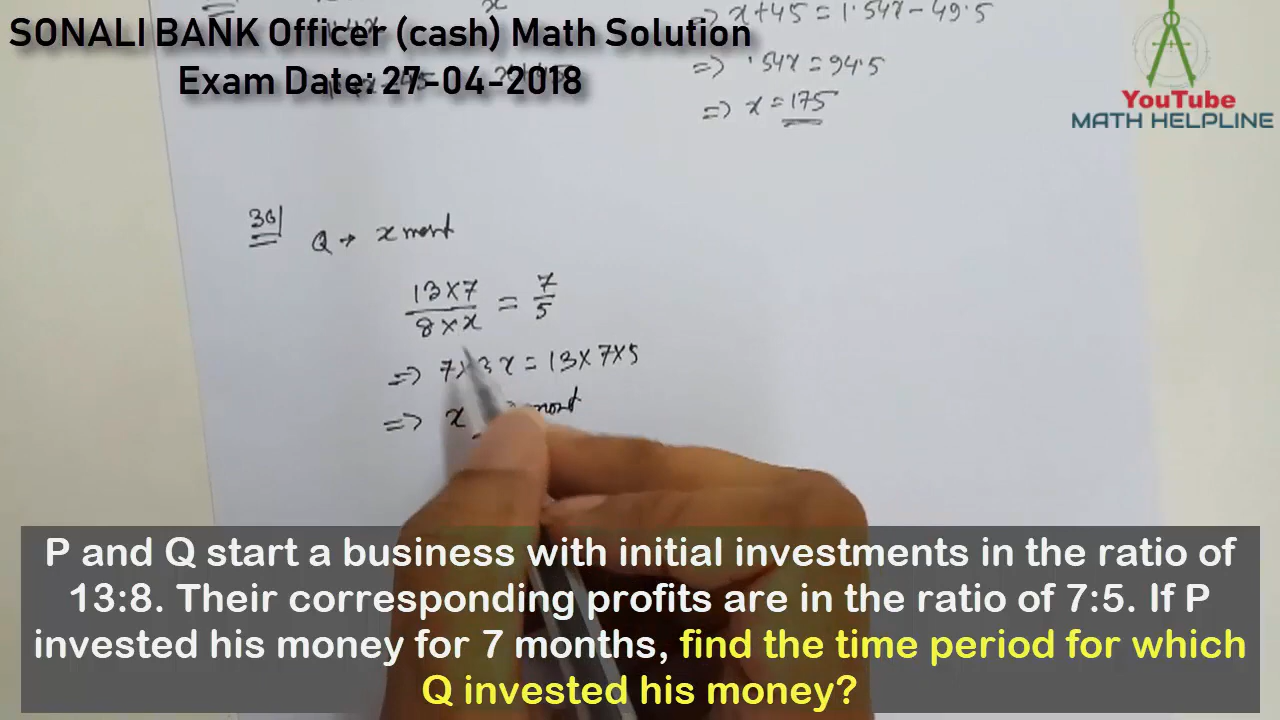 SONALI BANK Officer (cash) Math Solution
Exam Date: 27-04-2018
YouTube
MATH HELPLINE
x
⇒ x+45 = 1.54x - 49.5
⇒ .54x = 94.5
⇒ x = 175
30/
Q → x mont
13×7 / 8×x = 7/5
⇒ 7× x = 13×7×5
⇒ x mont
P and Q start a business with initial investments in the ratio of
13:8. Their corresponding profits are in the ratio of 7:5. If P
invested his money for 7 months, find the time period for which
Q invested his money?